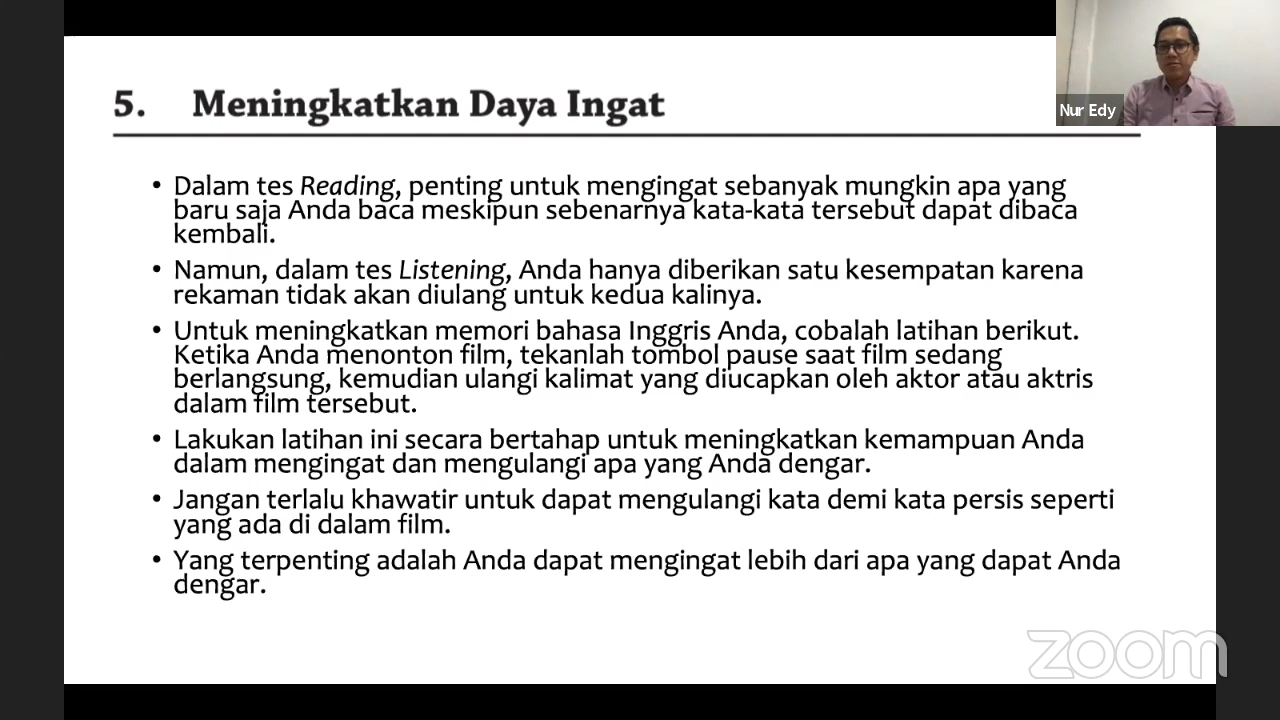 5. Meningkatkan Daya Ingat
Nur Edy
• Dalam tes Reading, penting untuk mengingat sebanyak mungkin apa yang
baru saja Anda baca meskipun sebenarnya kata-kata tersebut dapat dibaca
kembali.
• Namun, dalam tes Listening, Anda hanya diberikan satu kesempatan karena
rekaman tidak akan diulang untuk kedua kalinya.
• Untuk meningkatkan memori bahasa Inggris Anda, cobalah latihan berikut.
Ketika Anda menonton film, tekanlah tombol pause saat film sedang
berlangsung, kemudian ulangi kalimat yang diucapkan oleh aktor atau aktris
dalam film tersebut.
• Lakukan latihan ini secara bertahap untuk meningkatkan kemampuan Anda
dalam mengingat dan mengulangi apa yang Anda dengar.
• Jangan terlalu khawatir untuk dapat mengulangi kata demi kata persis seperti
yang ada di dalam film.
• Yang terpenting adalah Anda dapat mengingat lebih dari apa yang dapat Anda
dengar.
zoom